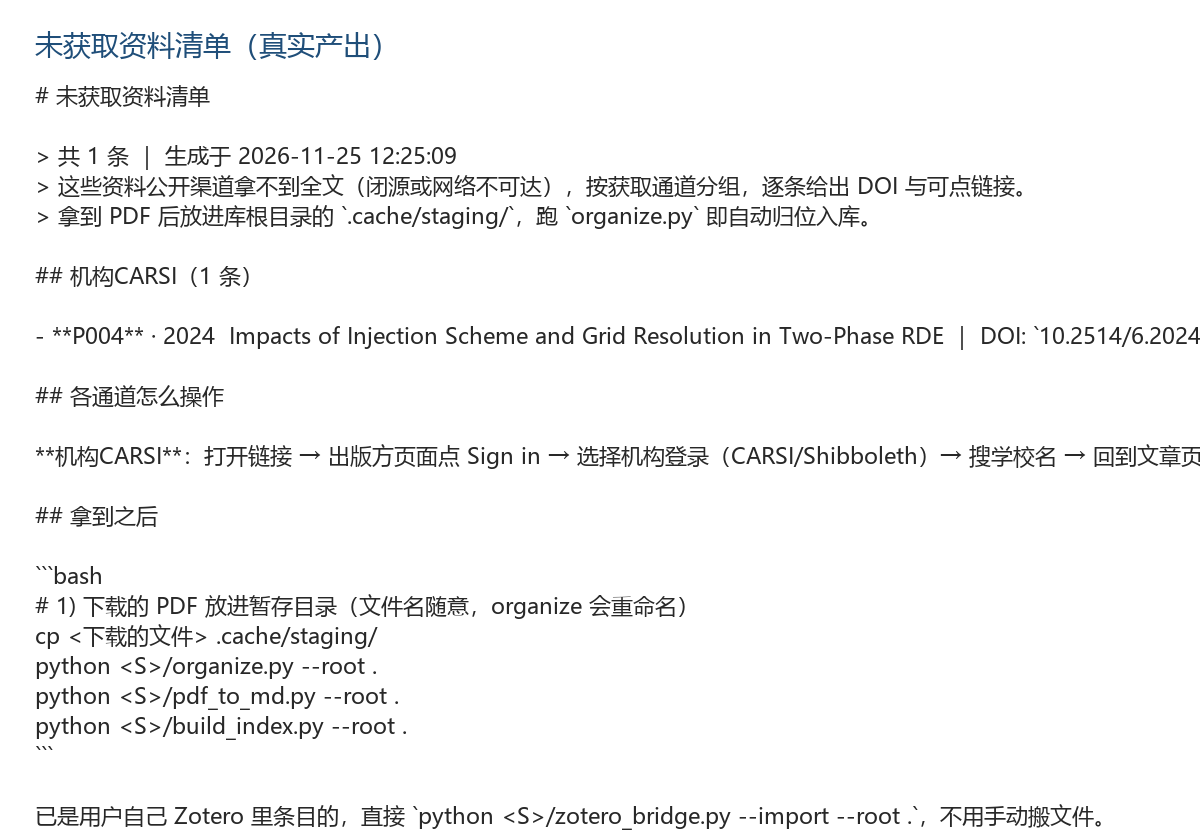 未获取资料清单（真实产出）
# 未获取资料清单
> 共 1 条 ｜ 生成于 2026-11-25 12:25:09
> 这些资料公开渠道拿不到全文（闭源或网络不可达），按获取通道分组，逐条给出 DOI 与可点链接。
> 拿到 PDF 后放进库根目录的 `.cache/staging/`，跑 `organize.py` 即自动归位入库。
## 机构CARSI（1 条）
- **P004** · 2024  Impacts of Injection Scheme and Grid Resolution in Two-Phase RDE ｜ DOI: `10.2514/6.2024
## 各通道怎么操作
**机构CARSI**：打开链接 → 出版方页面点 Sign in → 选择机构登录（CARSI/Shibboleth）→ 搜学校名 → 回到文章页
## 拿到之后
```bash
# 1) 下载的 PDF 放进暂存目录（文件名随意，organize 会重命名）
cp <下载的文件> .cache/staging/
python <S>/organize.py --root .
python <S>/pdf_to_md.py --root .
python <S>/build_index.py --root .
```
已是用户自己 Zotero 里条目的，直接 `python <S>/zotero_bridge.py --import --root .`，不用手动搬文件。